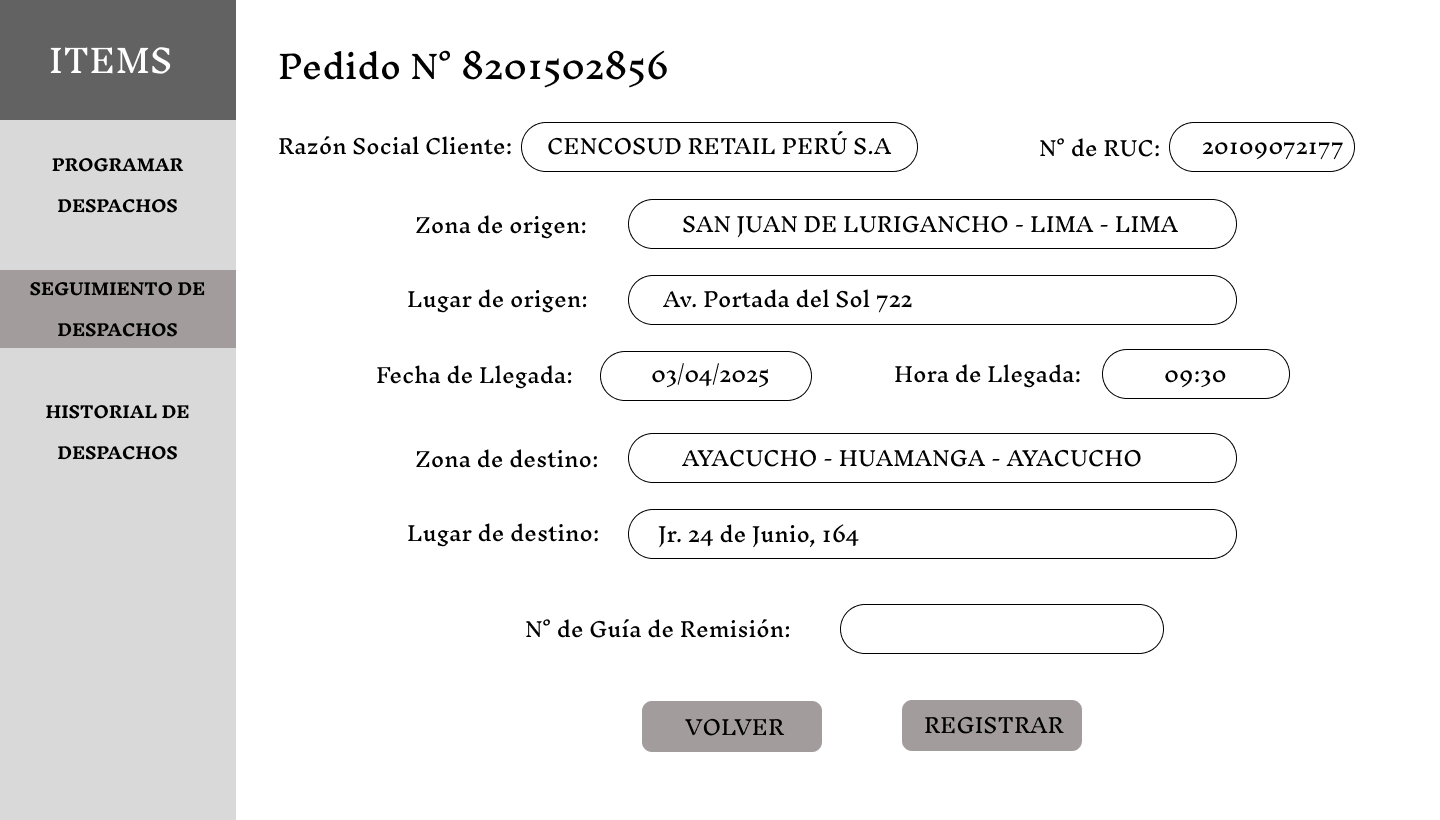 ITEMS
PROGRAMAR
DESPACHOS
SEGUIMIENTO DE
DESPACHOS
HISTORIAL DE
DESPACHOS
Pedido N° 8201502856
Razón Social Cliente: CENCOSUD RETAIL PERÚ S.A N° de RUC: 20109072177
Zona de origen: SAN JUAN DE LURIGANCHO - LIMA - LIMA
Lugar de origen: Av. Portada del Sol 722
Fecha de Llegada: 03/04/2025 Hora de Llegada: 09:30
Zona de destino: AYACUCHO - HUAMANGA - AYACUCHO
Lugar de destino: Jr. 24 de Junio, 164
N° de Guía de Remisión:
VOLVER REGISTRAR